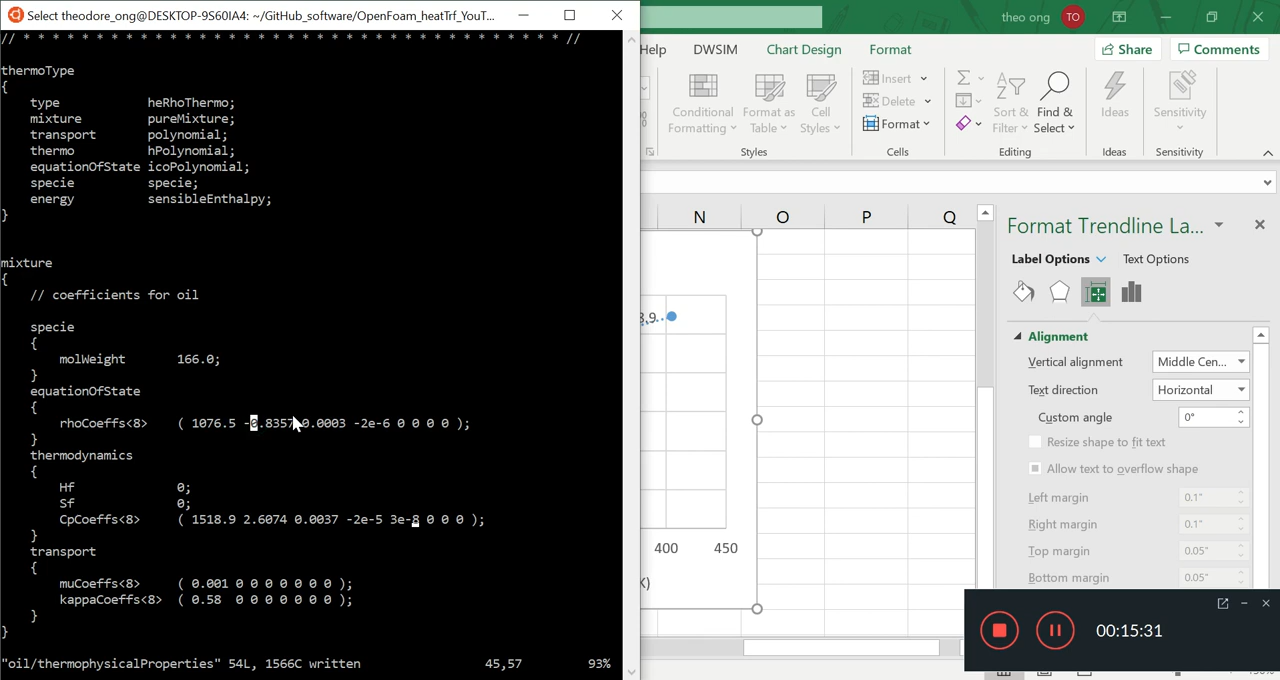 Select theodore_ong@DESKTOP-9S60IA4: ~/GitHub_software/OpenFoam_heatTrf_YouT...
// * * * * * * * * * * * * * * * * * * * * * * * * * * * * * * * * * * * * * //
thermoType
{
type heRhoThermo;
mixture pureMixture;
transport polynomial;
thermo hPolynomial;
equationOfState icoPolynomial;
specie specie;
energy sensibleEnthalpy;
}
mixture
{
// coefficients for oil
specie
{
molWeight 166.0;
}
equationOfState
{
rhoCoeffs<8> ( 1076.5 -0.8357 0.0003 -2e-6 0 0 0 0 );
}
thermodynamics
{
Hf 0;
Sf 0;
CpCoeffs<8> ( 1518.9 2.6074 0.0037 -2e-5 3e-8 0 0 0 );
}
transport
{
muCoeffs<8> ( 0.001 0 0 0 0 0 0 0 );
kappaCoeffs<8> ( 0.58 0 0 0 0 0 0 0 );
}
}
"oil/thermophysicalProperties" 54L, 1566C written 45,57 93%
theo ong TO
Help DWSIM Chart Design Format Share Comments
Conditional Formatting
Format as Table
Cell Styles
Styles
Insert
Delete
Format
Cells
Sort & Filter
Find & Select
Editing
Ideas
Ideas
Sensitivity
Sensitivity
N O P Q
400 450
Format Trendline La...
Label Options Text Options
Alignment
Vertical alignment Middle Cen...
Text direction Horizontal
Custom angle 0°
Resize shape to fit text
Allow text to overflow shape
Left margin 0.1"
Right margin 0.1"
Top margin 0.05"
Bottom margin 0.05"
00:15:31